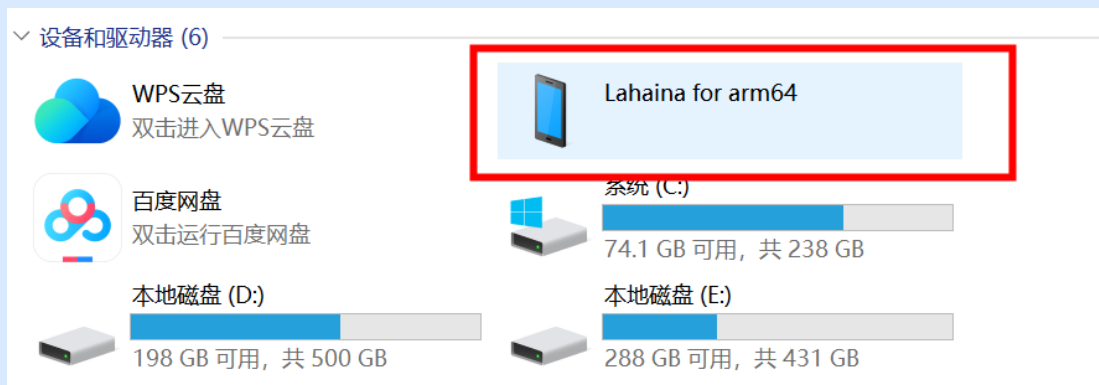 设备和驱动器 (6)
WPS云盘
双击进入WPS云盘
Lahaina for arm64
百度网盘
双击运行百度网盘
系统 (C:)
74.1 GB 可用，共 238 GB
本地磁盘 (D:)
198 GB 可用，共 500 GB
本地磁盘 (E:)
288 GB 可用，共 431 GB